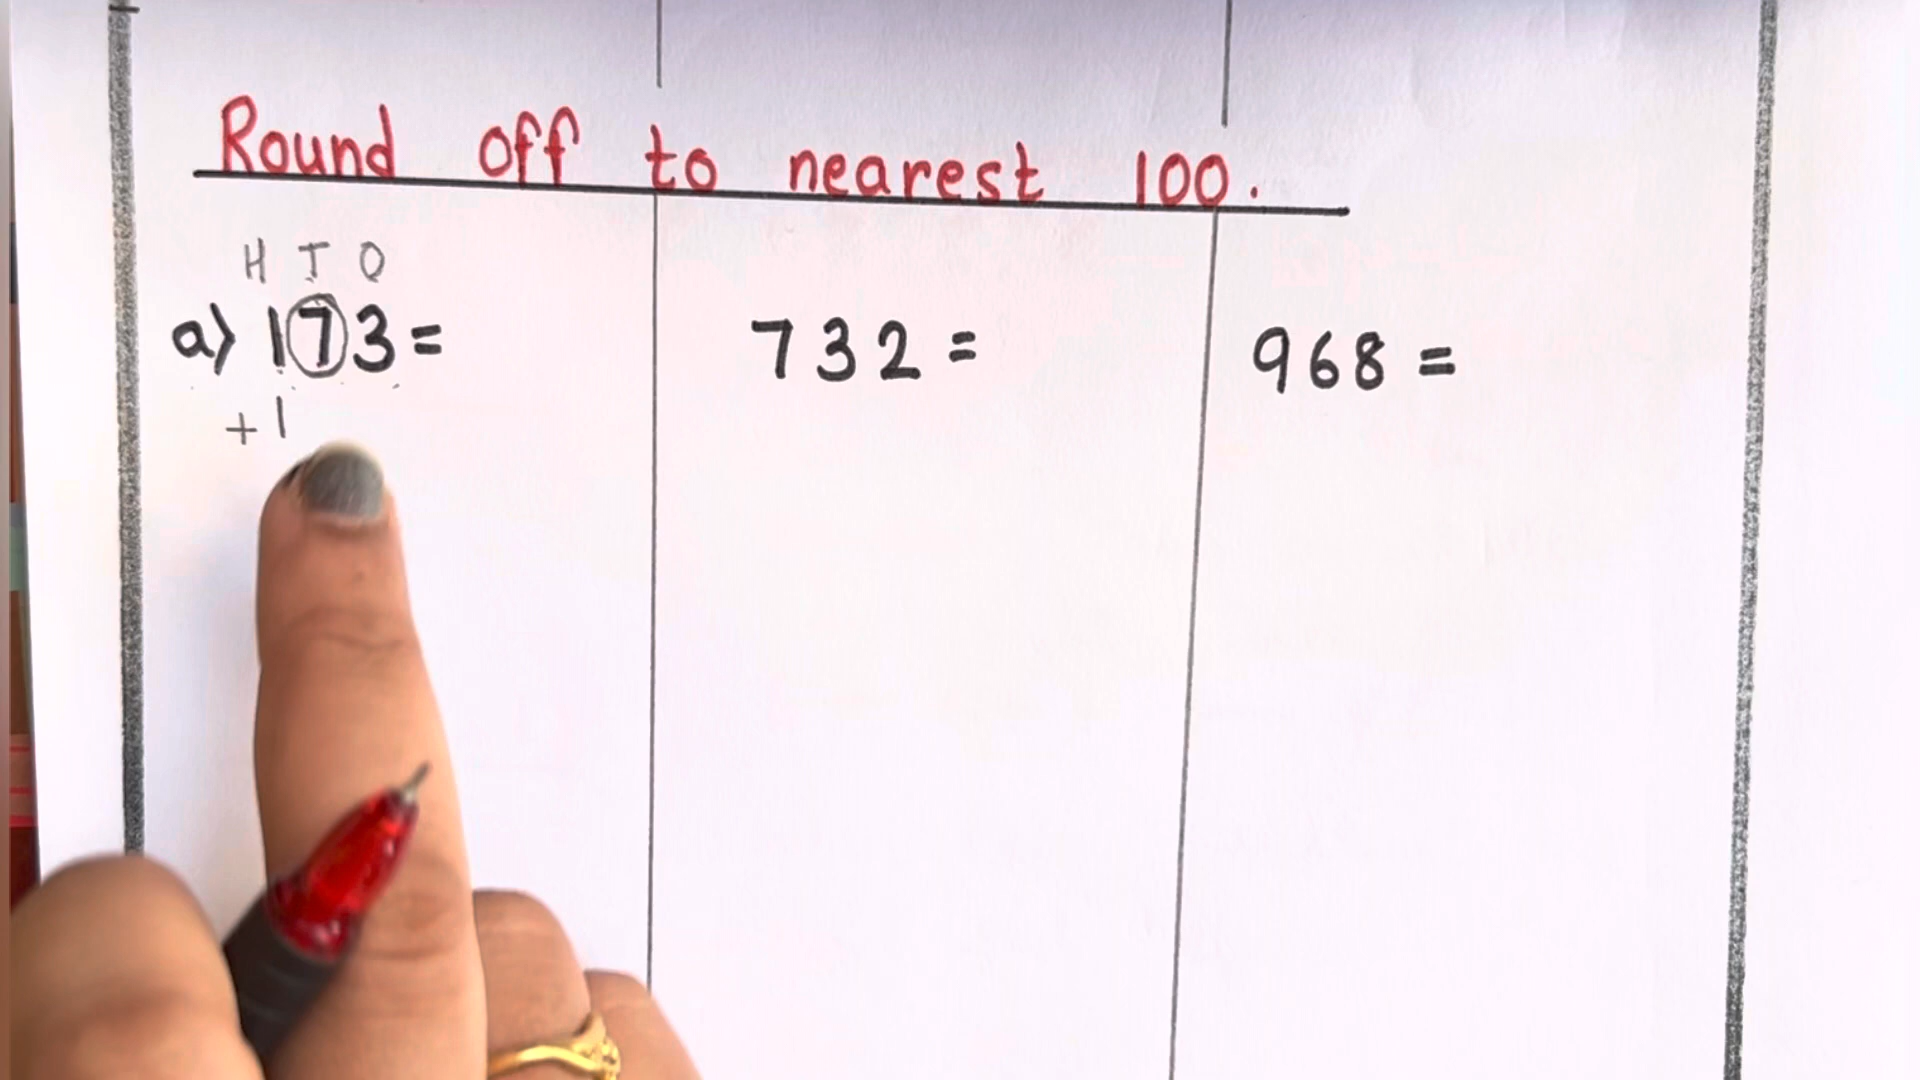 Round off to nearest 100.
H T O
a) 173= 732= 968=
+1